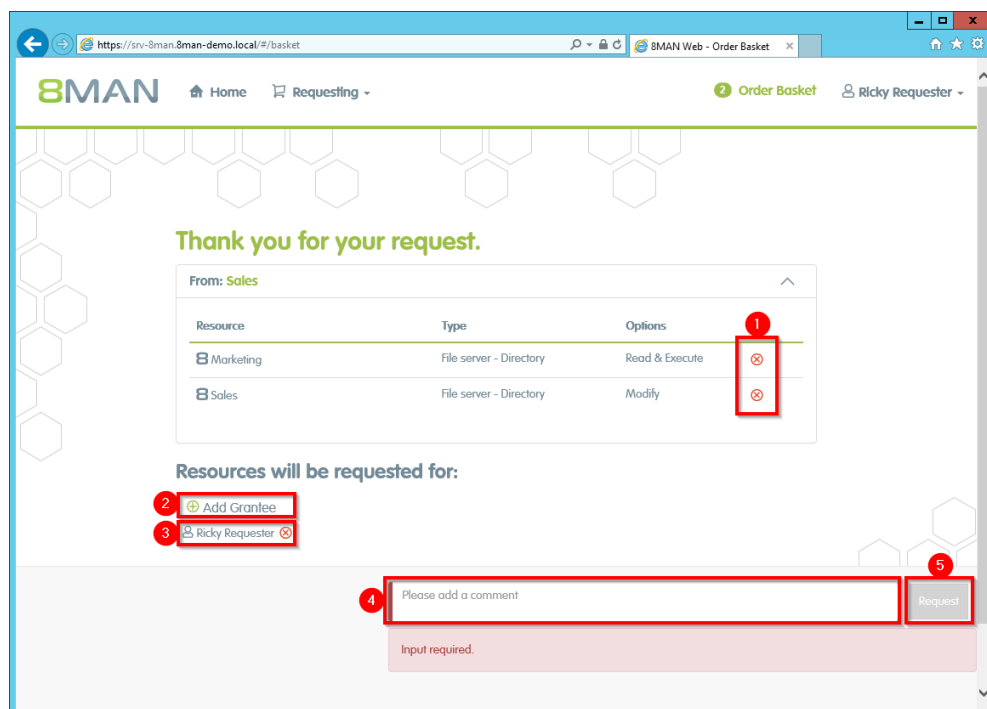 https://srv-8man.8man-demo.local/#/basket
8MAN Web - Order Basket
8MAN Home Requesting 2 Order Basket Ricky Requester
Thank you for your request.
From: Sales
Resource Type Options 1
Marketing File server - Directory Read & Execute
Sales File server - Directory Modify
Resources will be requested for:
2 Add Grantee
3 Ricky Requester
4 Please add a comment 5 Request
Input required.